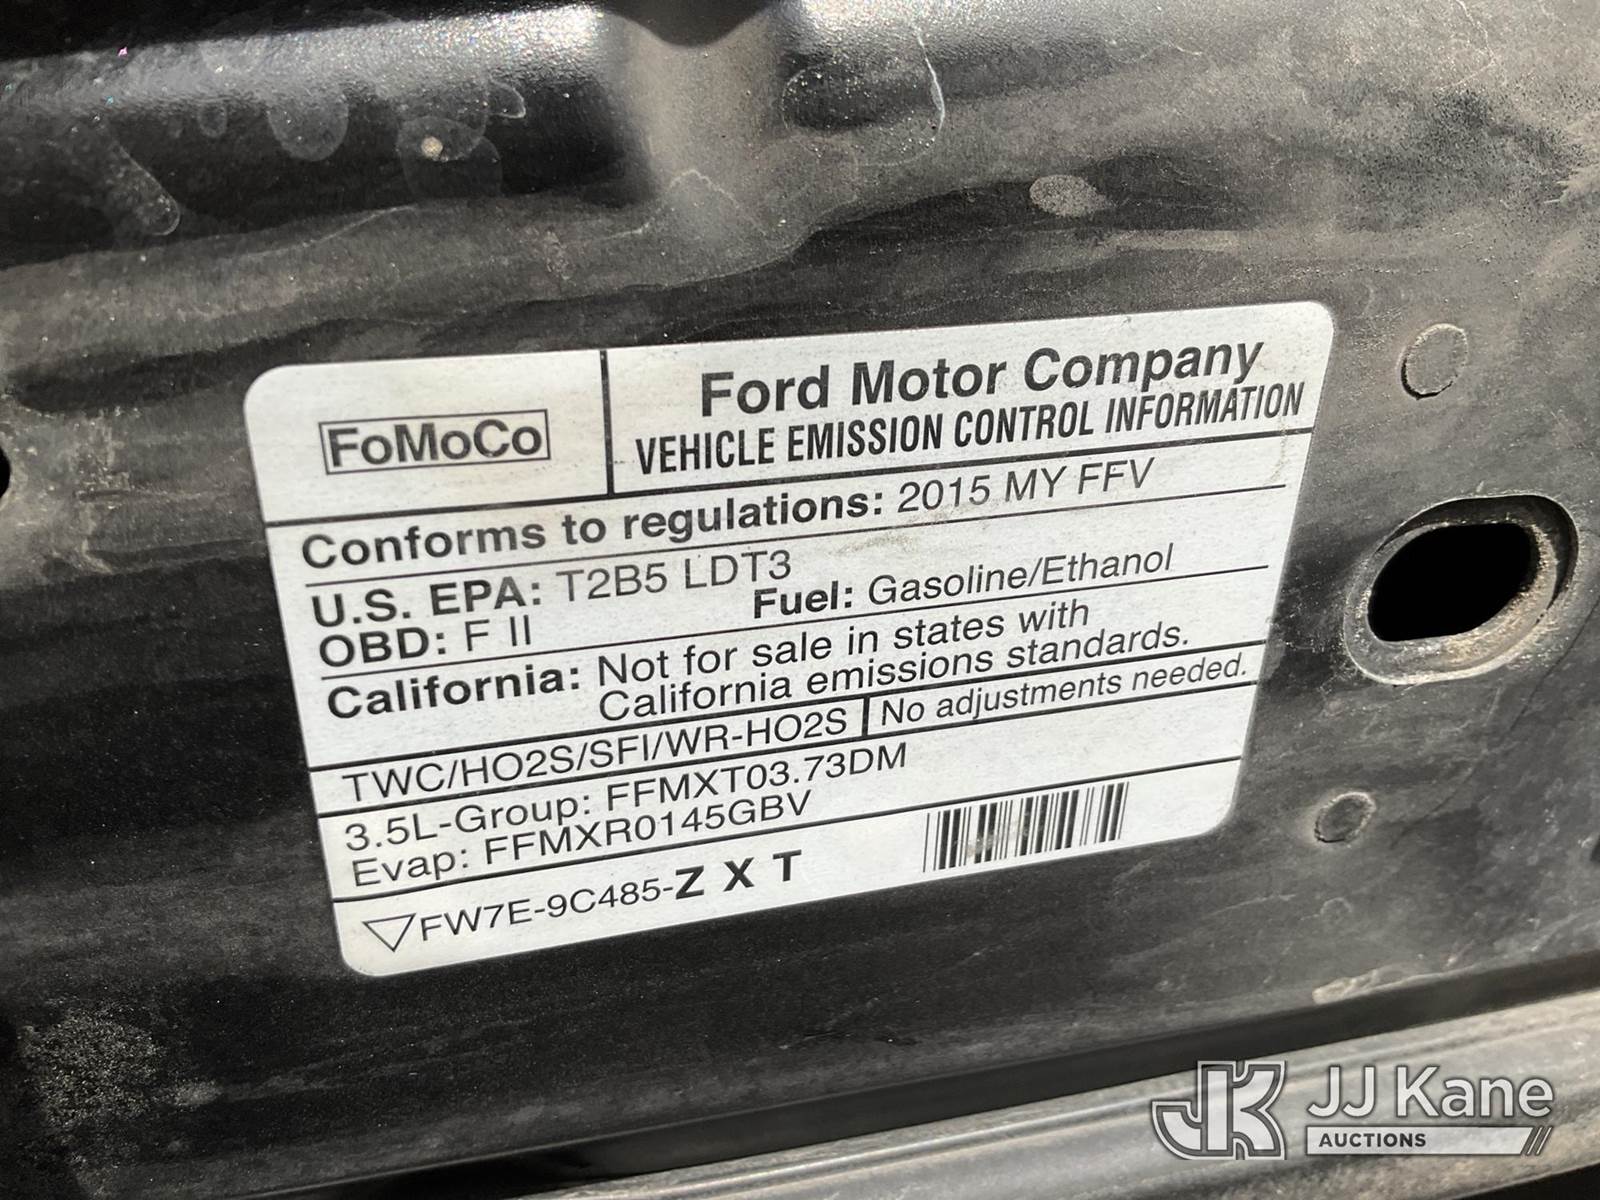 FoMoCo
Ford Motor Company
VEHICLE EMISSION CONTROL INFORMATION
Conforms to regulations: 2015 MY FFV
U.S. EPA: T2B5 LDT3
OBD: F II Fuel: Gasoline/Ethanol
California: Not for sale in states with
California emissions standards.
TWC/HO2S/SFI/WR-HO2S No adjustments needed.
3.5L-Group: FFMXT03.73DM
Evap: FFMXR0145GBV
FW7E-9C485-Z X T
JK JJ Kane
AUCTIONS